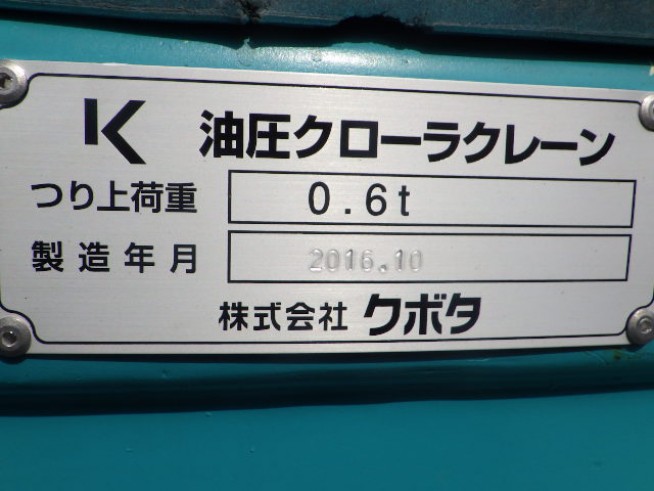 K 油圧クローラクレーン
つり上荷重 0.6t
製造年月 2016.10
株式会社 クボタ